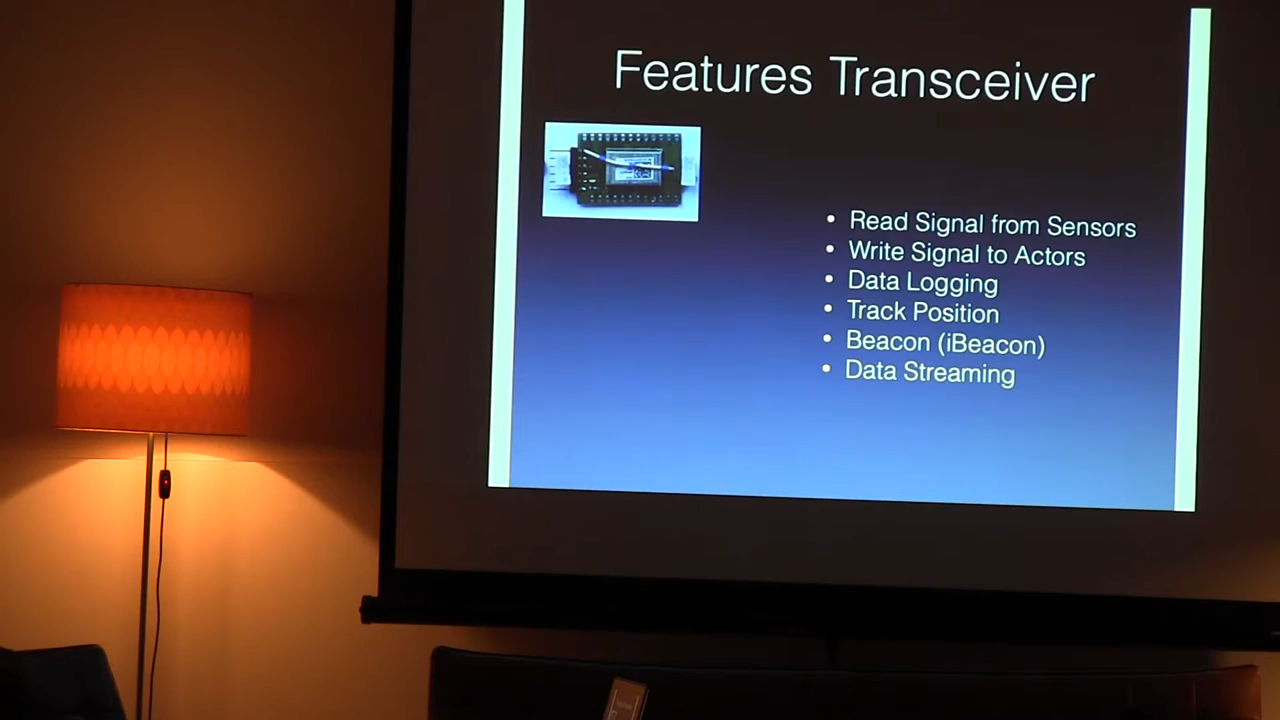 Features Transceiver
• Read Signal from Sensors
• Write Signal to Actors
• Data Logging
• Track Position
• Beacon (iBeacon)
• Data Streaming